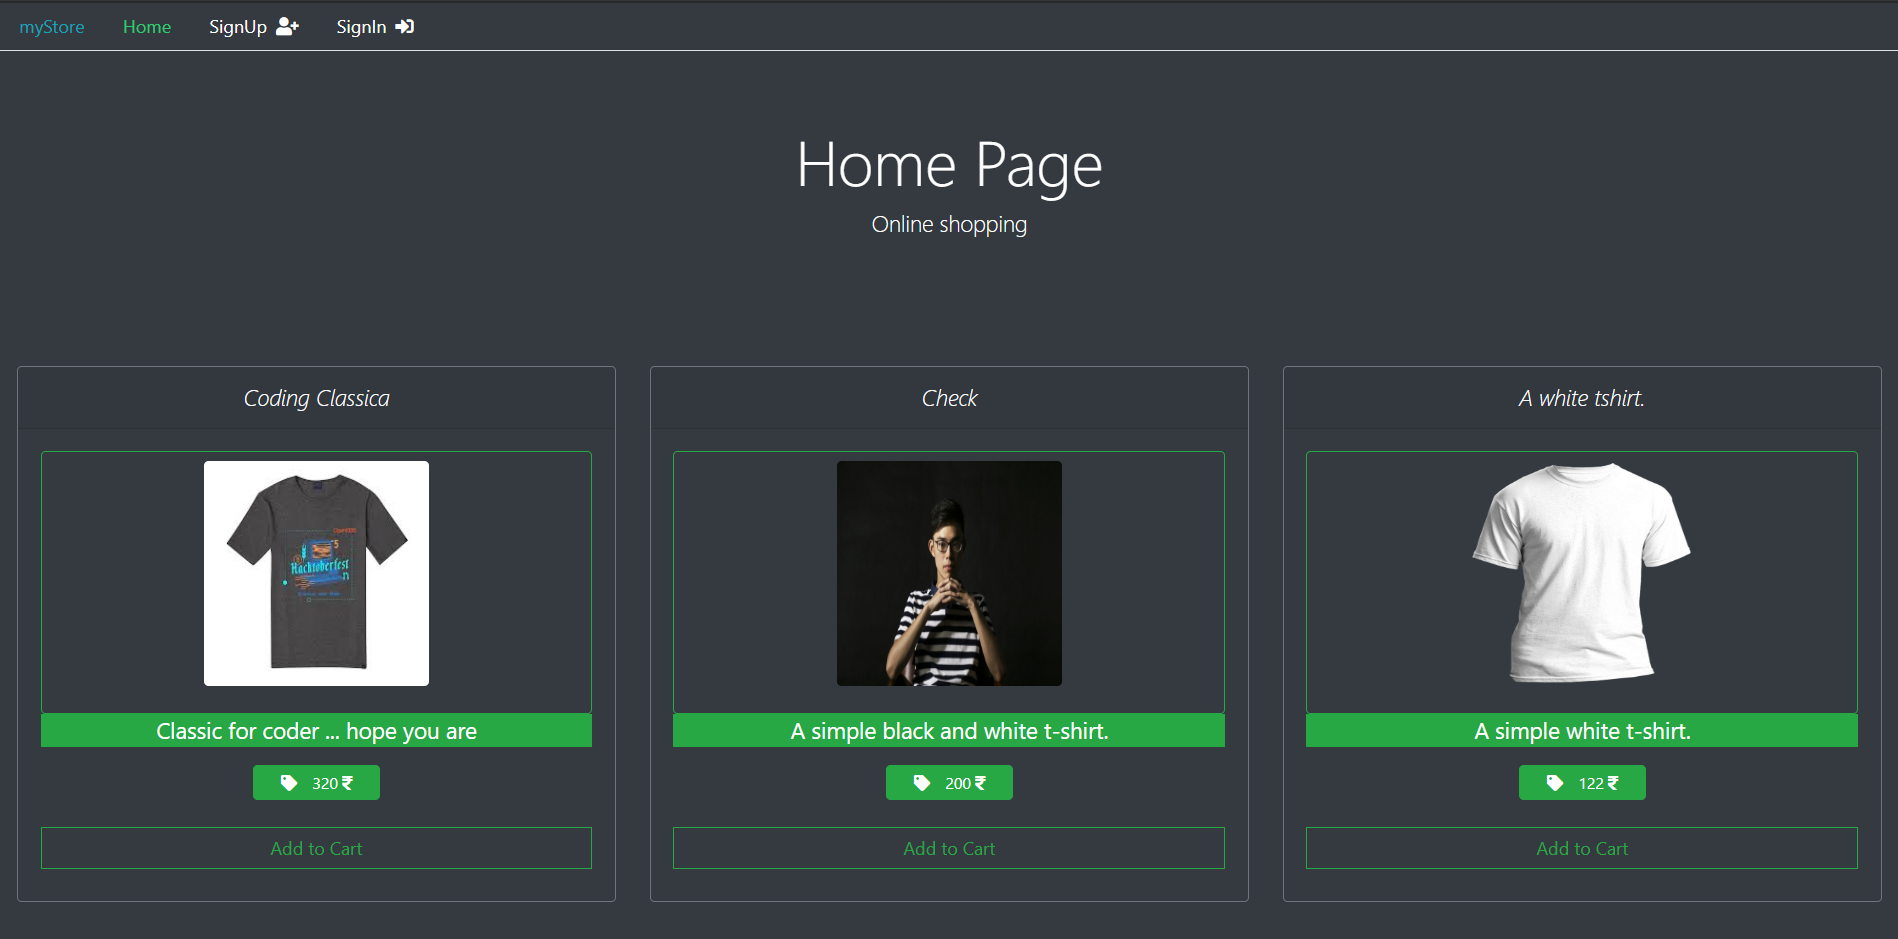 myStore Home SignUp SignIn
Home Page
Online shopping
Coding Classica
Check
A white tshirt.
Hacktoberfest
Classic for coder ... hope you are
A simple black and white t-shirt.
A simple white t-shirt.
320 ₹
200 ₹
122 ₹
Add to Cart
Add to Cart
Add to Cart